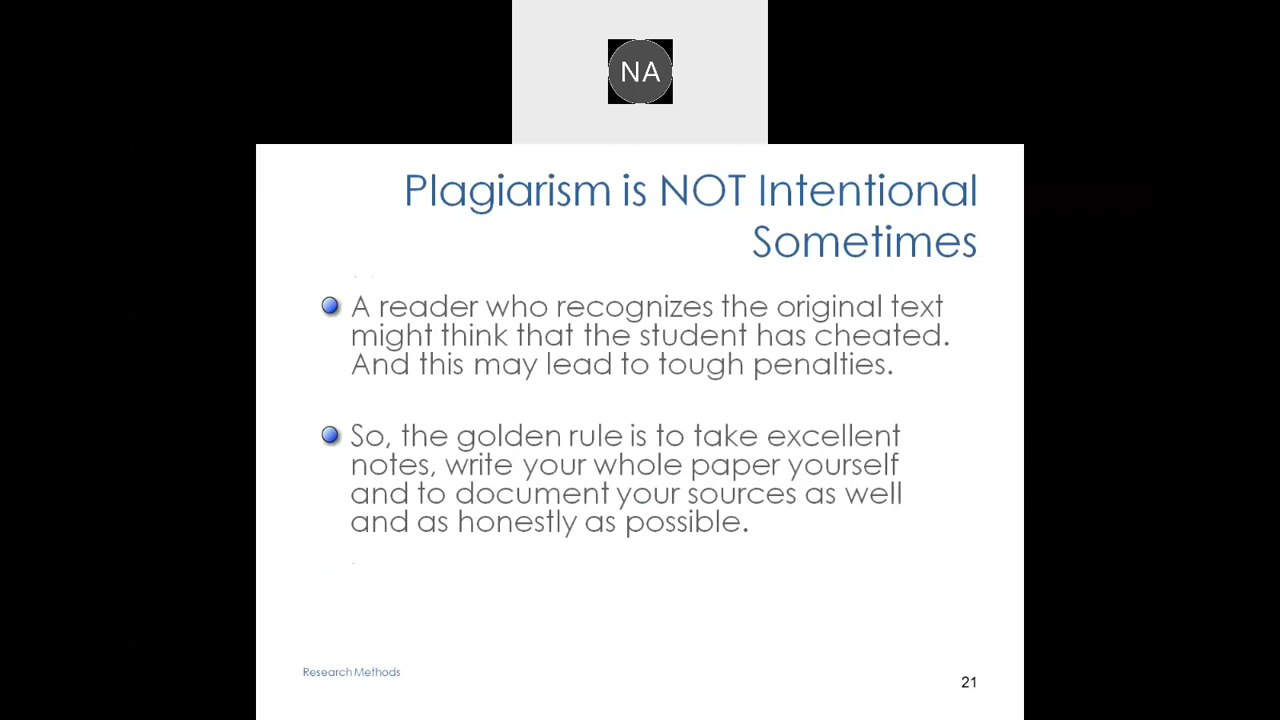 NA
Plagiarism is NOT Intentional
Sometimes
A reader who recognizes the original text
might think that the student has cheated.
And this may lead to tough penalties.
So, the golden rule is to take excellent
notes, write your whole paper yourself
and to document your sources as well
and as honestly as possible.
Research Methods
21